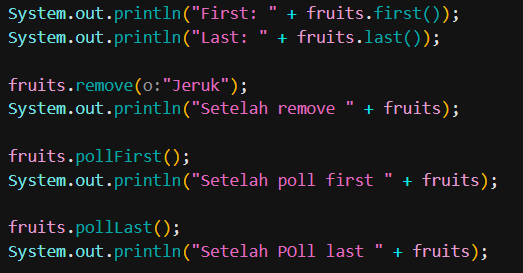 System.out.println("First: " + fruits.first());
System.out.println("Last: " + fruits.last());
fruits.remove(o:"Jeruk");
System.out.println("Setelah remove " + fruits);
fruits.pollFirst();
System.out.println("Setelah poll first " + fruits);
fruits.pollLast();
System.out.println("Setelah POll last " + fruits);